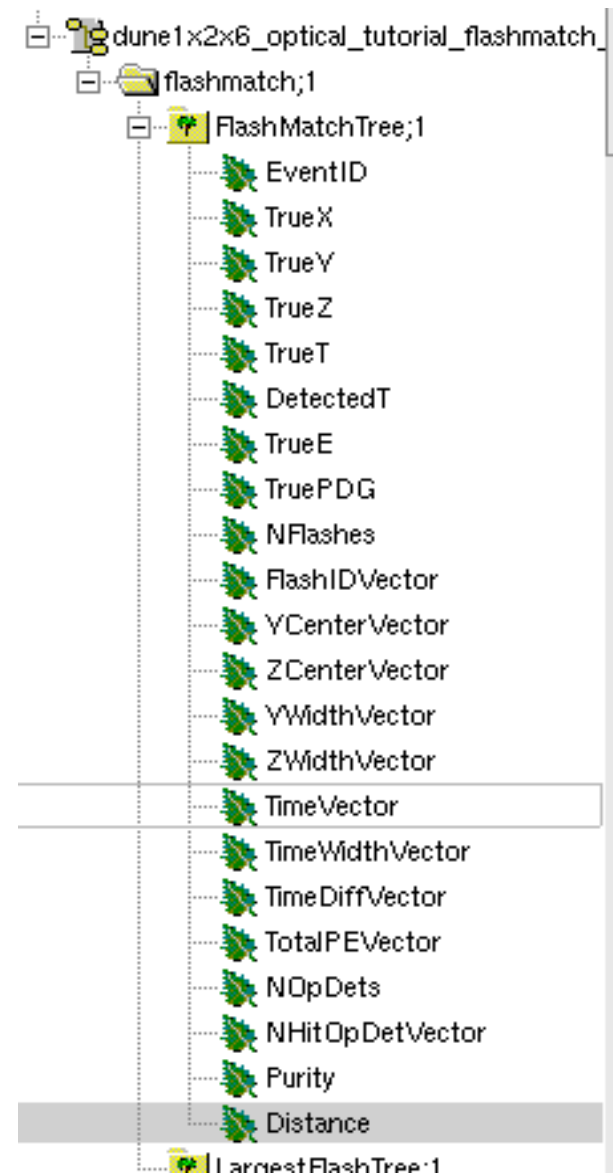 dune1x2x6_optical_tutorial_flashmatch_
flashmatch;1
FlashMatchTree;1
EventID
TrueX
TrueY
TrueZ
TrueT
DetectedT
TrueE
TruePDG
NFlashes
FlashIDVector
YCenterVector
ZCenterVector
YWidthVector
ZWidthVector
TimeVector
TimeWidthVector
TimeDiffVector
TotalPEVector
NOpDets
NHitOpDetVector
Purity
Distance
LargestFlashTree;1